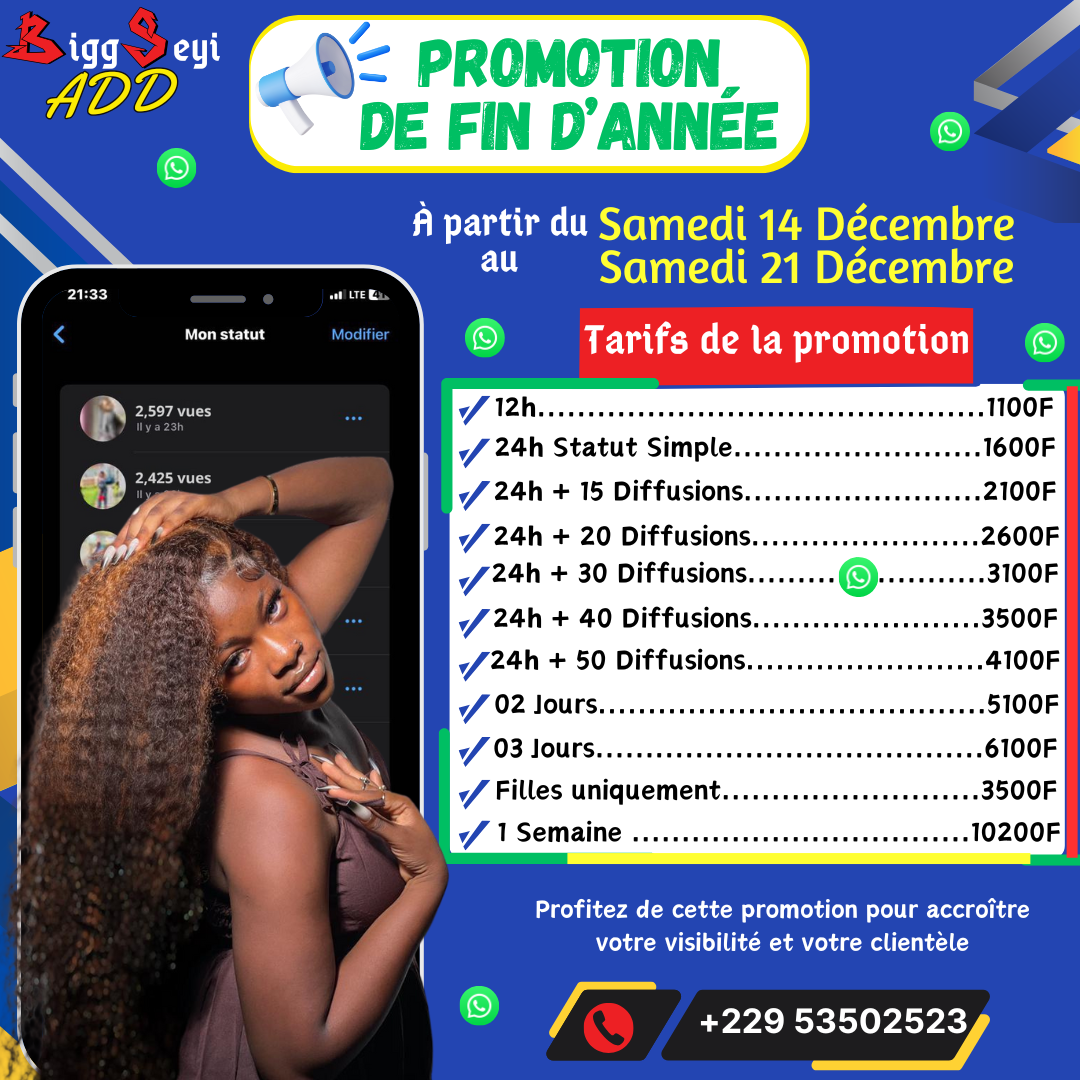 Bigg Seyi
ADD
PROMOTION
DE FIN D'ANNÉE
À partir du Samedi 14 Décembre
au Samedi 21 Décembre
Tarifs de la promotion
21:33
LTE
Mon statut
Modifier
2,597 vues
Il y a 23h
2,425 vues
Il y
12h...............................................1100F
24h Statut Simple..........................1600F
24h + 15 Diffusions.........................2100F
24h + 20 Diffusions........................2600F
24h + 30 Diffusions.........................3100F
24h + 40 Diffusions........................3500F
24h + 50 Diffusions.........................4100F
02 Jours.........................................5100F
03 Jours.........................................6100F
Filles uniquement...........................3500F
1 Semaine ....................................10200F
Profitez de cette promotion pour accroître
votre visibilité et votre clientèle
+229 53502523